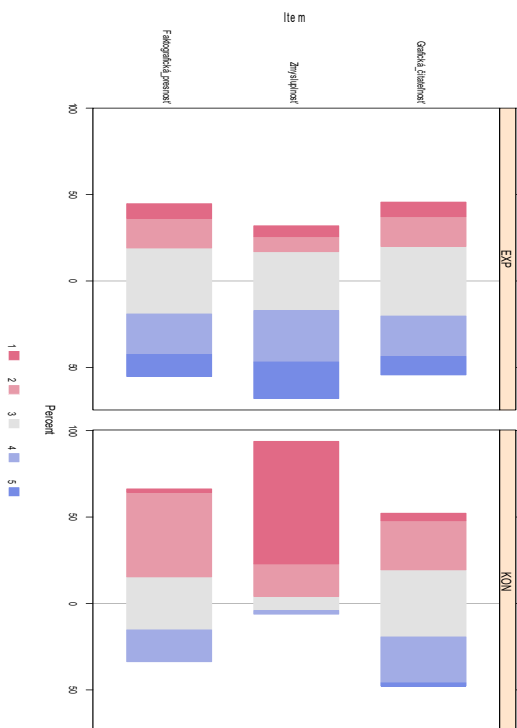 EXP
KON
Item
Grafická_čitateľnosť
Zmysluplnosť
Faktografická_presnosť
100 50 0 50 100 50 0 50
Percent
1 2 3 4 5